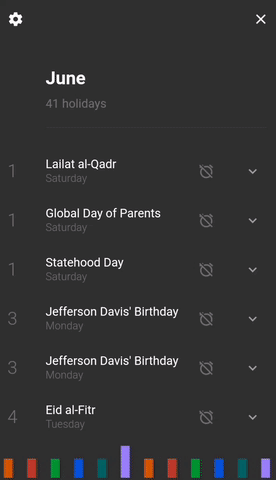 June
41 holidays
1
Lailat al-Qadr
Saturday
1
Global Day of Parents
Saturday
1
Statehood Day
Saturday
3
Jefferson Davis' Birthday
Monday
3
Jefferson Davis' Birthday
Monday
4
Eid al-Fitr
Tuesday